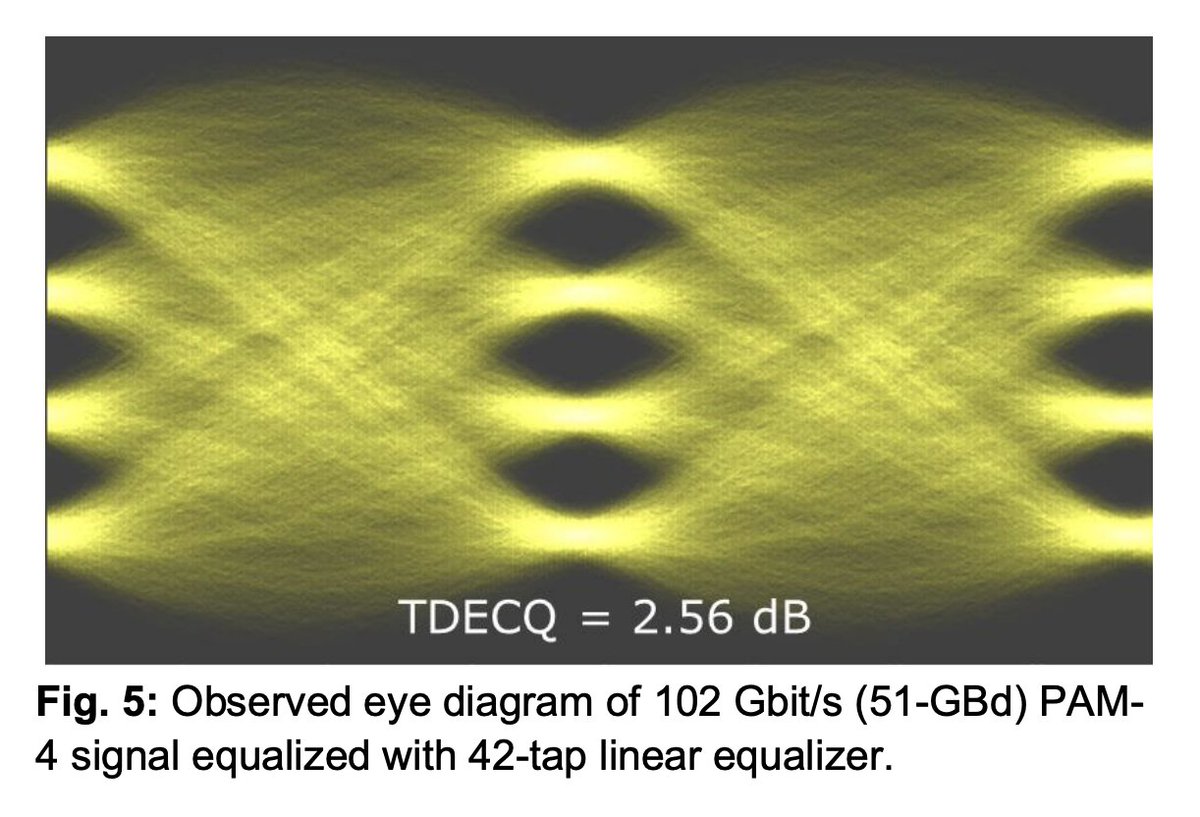 TDECQ = 2.56 dB
Fig. 5: Observed eye diagram of 102 Gbit/s (51-GBd) PAM-
4 signal equalized with 42-tap linear equalizer.